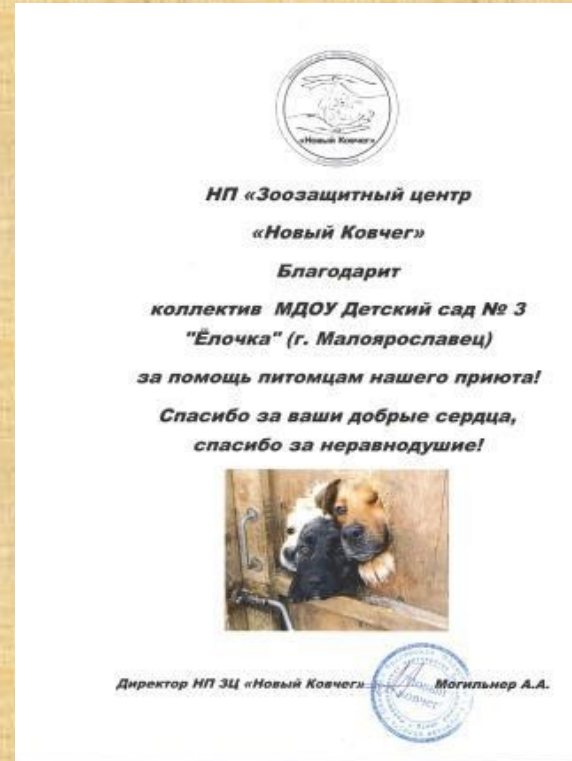 «Новый Ковчег»
НП «Зоозащитный центр
«Новый Ковчег»
Благодарит
коллектив МДОУ Детский сад № 3
"Ёлочка" (г. Малоярославец)
за помощь питомцам нашего приюта!
Спасибо за ваши добрые сердца,
спасибо за неравнодушие!
Директор НП ЗЦ «Новый Ковчег» Могильнер А.А.